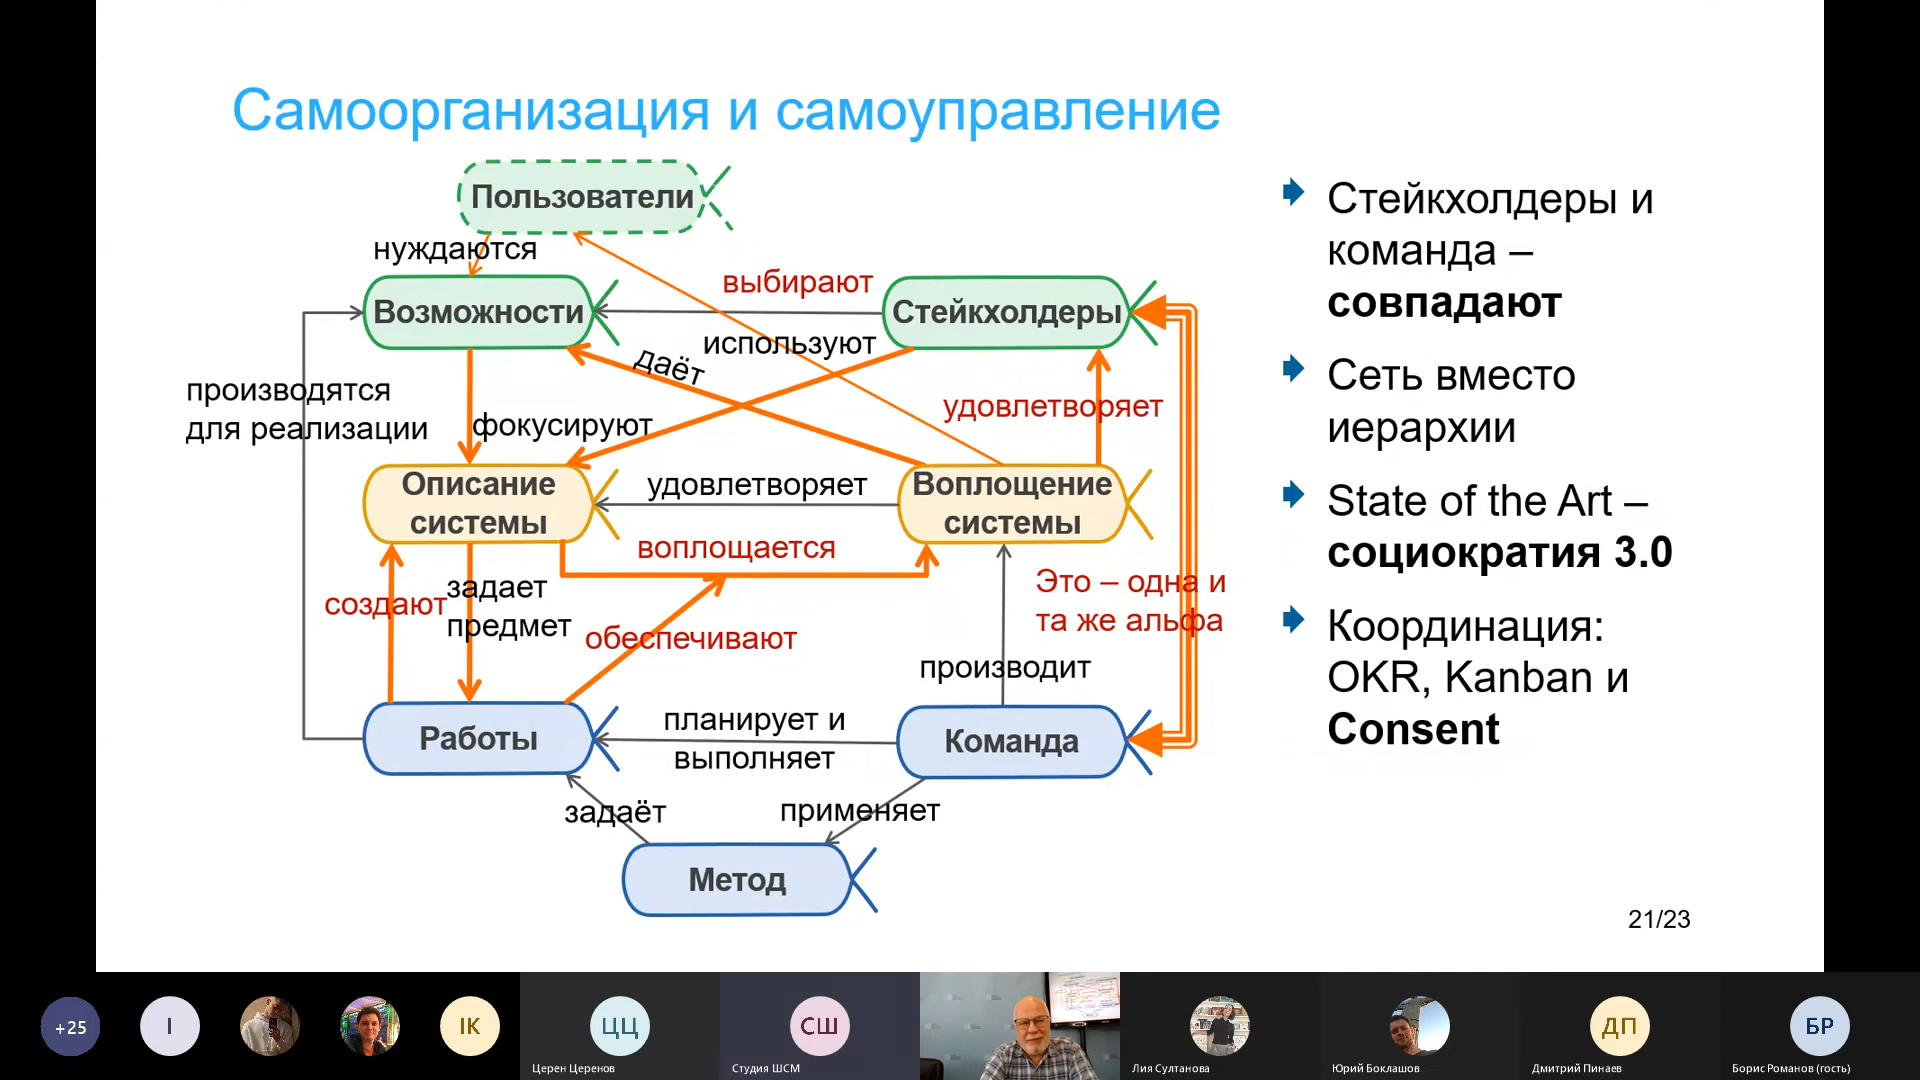 Самоорганизация и самоуправление
Пользователи
нуждаются
Возможности
выбирают
Стейкхолдеры
используют
даёт
производятся
для реализации
фокусируют
удовлетворяет
Описание
системы
удовлетворяет
Воплощение
системы
воплощается
создают
задает
предмет
обеспечивают
Это – одна и
та же альфа
производит
Работы
планирует и
выполняет
Команда
задаёт
применяет
Метод
Стейкхолдеры и
команда –
совпадают
Сеть вместо
иерархии
State of the Art –
социократия 3.0
Координация:
OKR, Kanban и
Consent
21/23
+25
I
IK
ЦЦ
Церен Церенов
СШ
Студия ШСМ
Лия Султанова
Юрий Боклашов
ДП
Дмитрий Пинаев
БР
Борис Романов (гость)